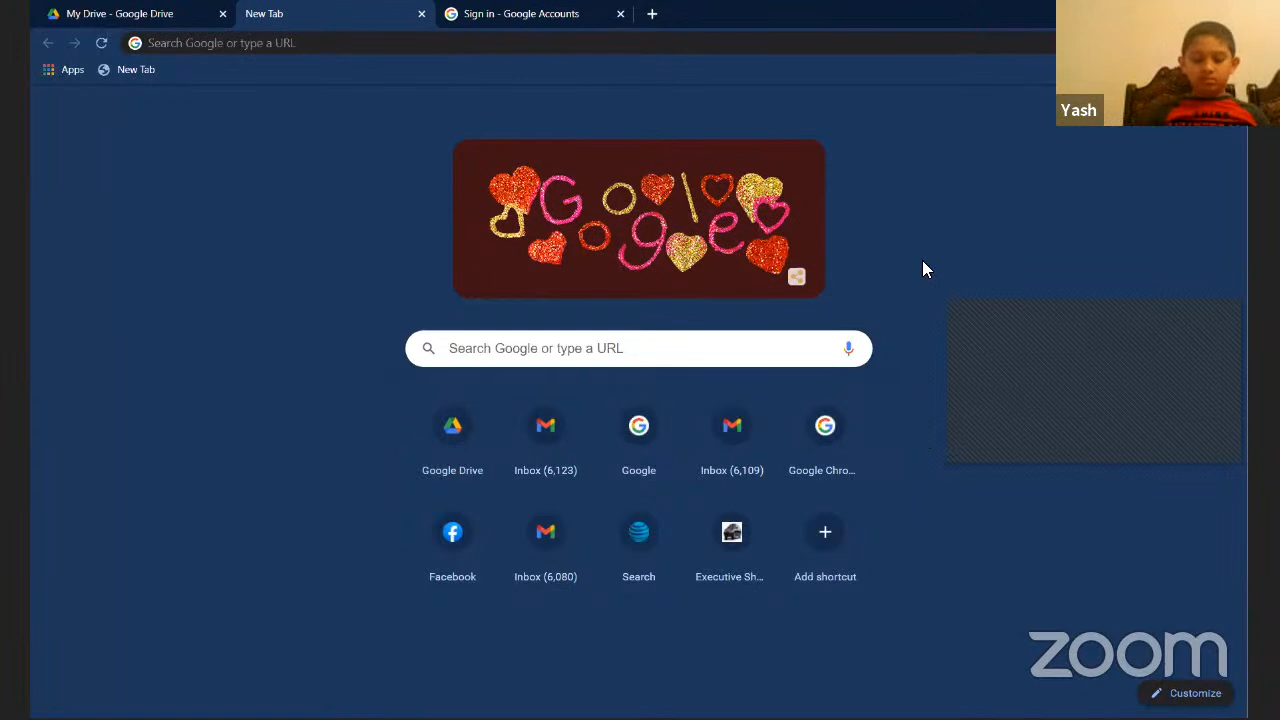 My Drive - Google Drive
New Tab
Sign in - Google Accounts
Search Google or type a URL
Apps
New Tab
Yash
Google
Search Google or type a URL
Google Drive
Inbox (6,123)
Google
Inbox (6,109)
Google Chro...
Facebook
Inbox (6,080)
Search
Executive Sh...
Add shortcut
zoom
Customize